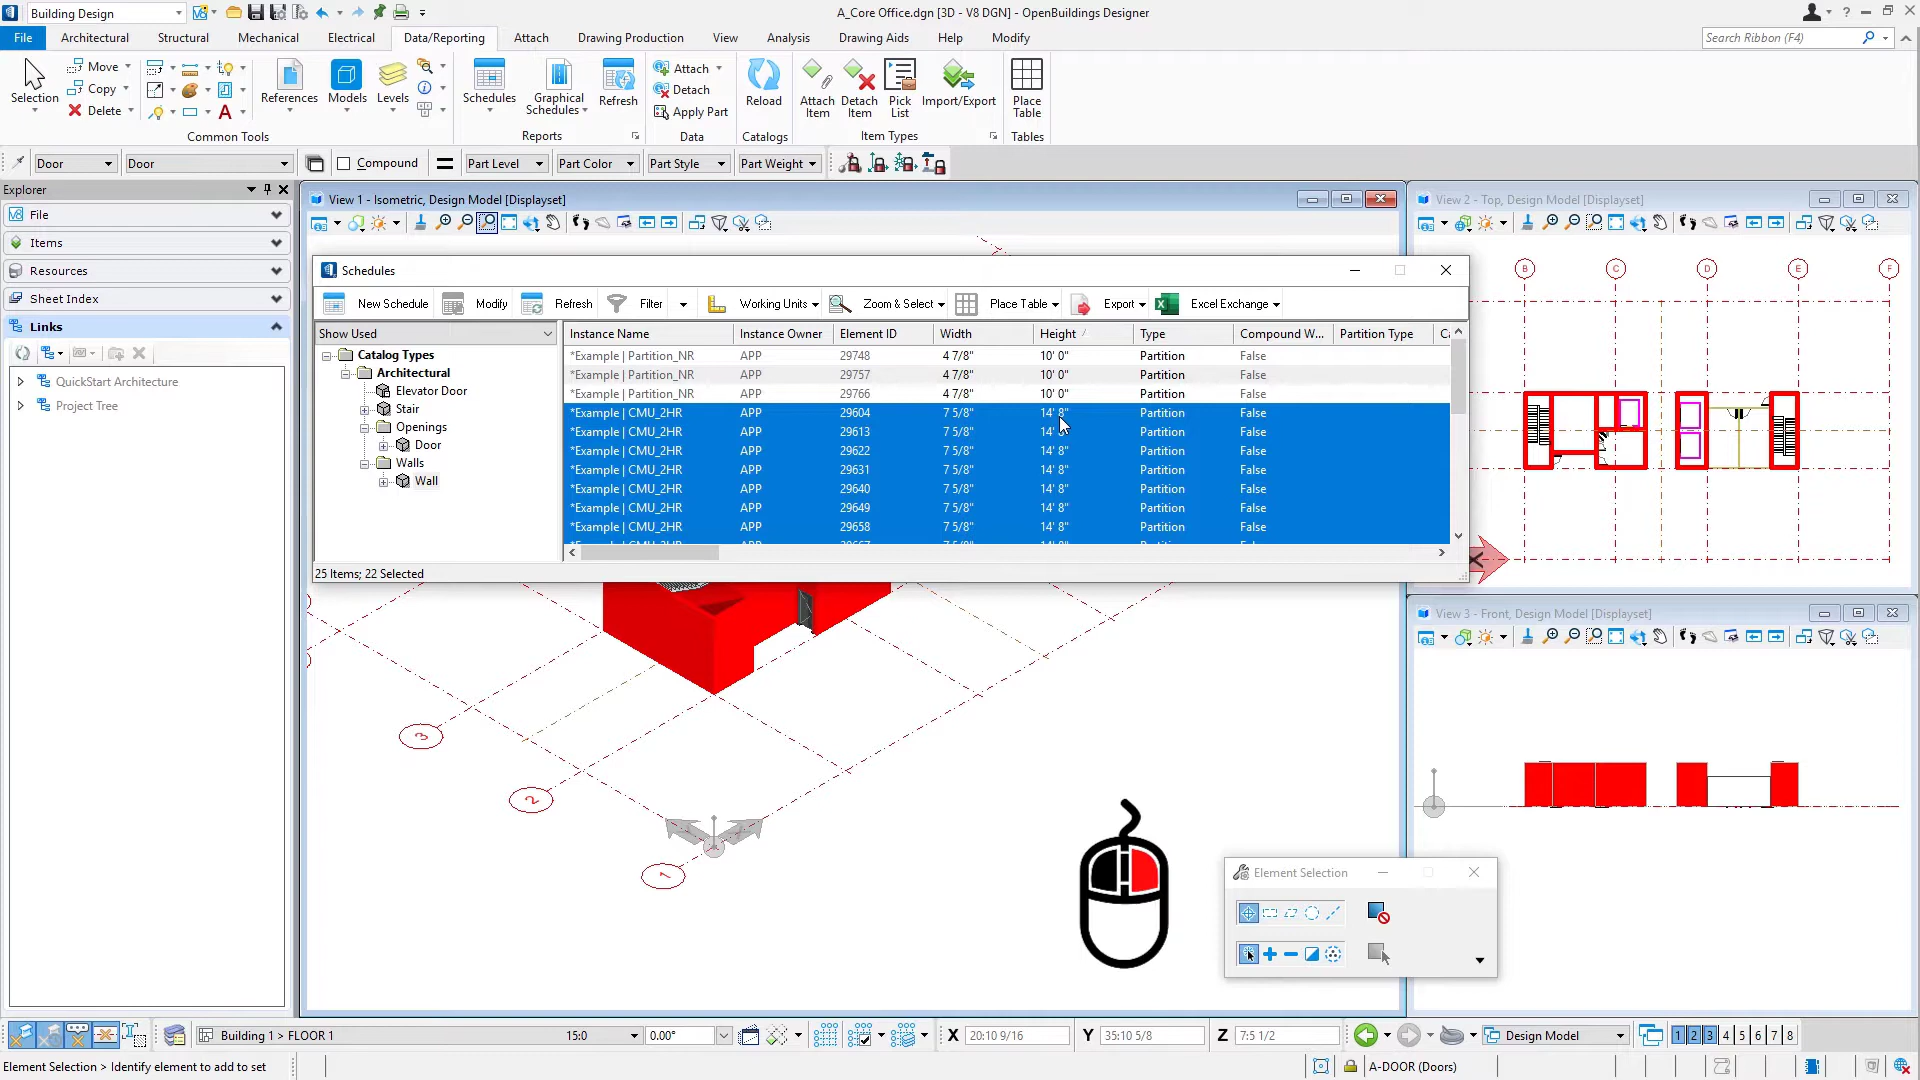 Building Design
A_Core Office.dgn [3D - V8 DGN] - OpenBuildings Designer
File Architectural Structural Mechanical Electrical Data/Reporting Attach Drawing Production View Analysis Drawing Aids Help Modify
Search Ribbon (F4)
Selection Move Copy Delete References Models Levels Schedules Graphical Schedules Refresh Attach Detach Apply Part Reload Attach Item Detach Item Pick List Import/Export Place Table
Common Tools Reports Data Catalogs Item Types Tables
Door Door Compound Part Level Part Color Part Style Part Weight
Explorer
File
Items
Resources
Sheet Index
Links
QuickStart Architecture
Project Tree
View 1 - Isometric, Design Model [Displayset]
Schedules
New Schedule Modify Refresh Filter Working Units Zoom & Select Place Table Export Excel Exchange
Show Used
Catalog Types
Architectural
Elevator Door
Stair
Openings
Door
Walls
Wall
Instance Name Instance Owner Element ID Width Height Type Compound W... Partition Type
*Example | Partition_NR APP 29748 4 7/8" 10' 0" Partition False
*Example | Partition_NR APP 29757 4 7/8" 10' 0" Partition False
*Example | Partition_NR APP 29766 4 7/8" 10' 0" Partition False
*Example | CMU_2HR APP 29604 7 5/8" 14' 8" Partition False
*Example | CMU_2HR APP 29613 7 5/8" 14' Partition False
*Example | CMU_2HR APP 29622 7 5/8" 14' 8" Partition False
*Example | CMU_2HR APP 29631 7 5/8" 14' 8" Partition False
*Example | CMU_2HR APP 29640 7 5/8" 14' 8" Partition False
*Example | CMU_2HR APP 29649 7 5/8" 14' 8" Partition False
*Example | CMU_2HR APP 29658 7 5/8" 14' 8" Partition False
25 Items; 22 Selected
3
2
1
View 2 - Top, Design Model [Displayset]
B C D E F
View 3 - Front, Design Model [Displayset]
Element Selection
Building 1 > FLOOR 1 15:0 0.00° X 20:10 9/16 Y 35:10 5/8 Z 7:5 1/2 Design Model 1 2 3 4 5 6 7 8
Element Selection > Identify element to add to set
A-DOOR (Doors)